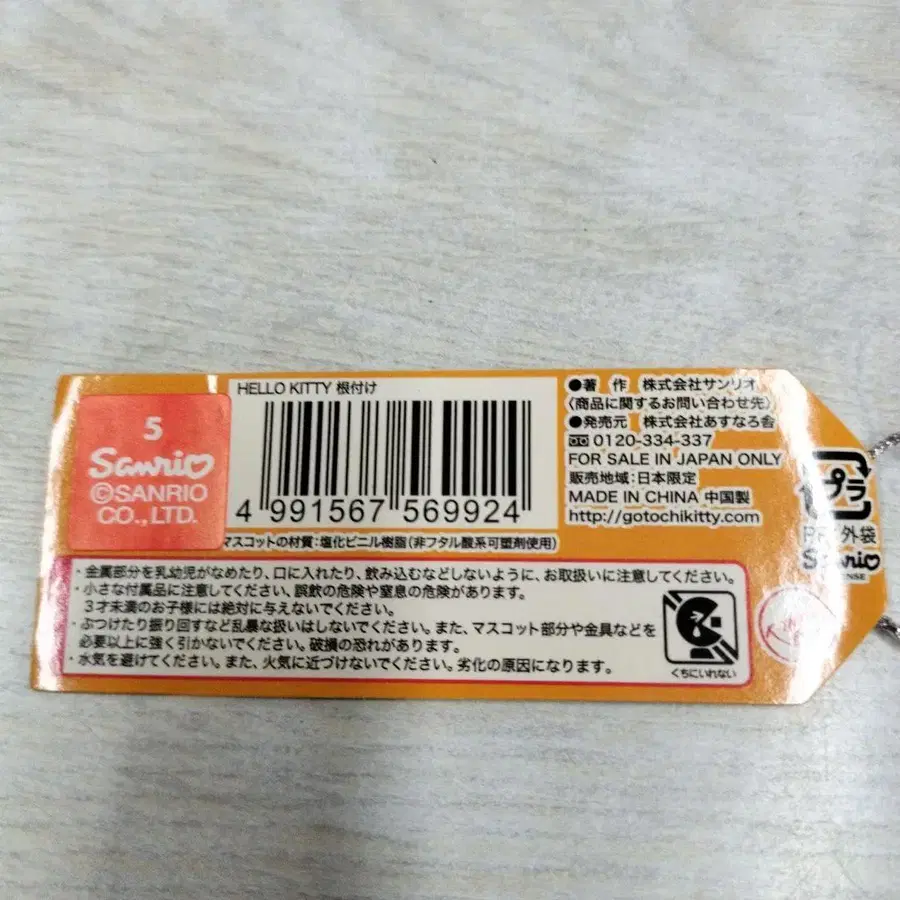 5
Sanrio
©SANRIO
CO., LTD.
HELLO KITTY 根付け
4 991567 569924
マスコットの材質：塩化ビニル樹脂（非フタル酸系可塑剤使用）
●著 作 株式会社サンリオ
〈商品に関するお問い合わせ先〉
●発売元 株式会社あすなろ舎
0120-334-337
FOR SALE IN JAPAN ONLY
販売地域：日本限定
MADE IN CHINA 中国製
http://gotochikitty.com
プラ
外袋
Sanrio
・金属部分を乳幼児がなめたり、口に入れたり、飲み込むなどしないように、お取扱いに注意してください。
・小さな付属品に注意してください。誤飲の危険や窒息の危険があります。
３才未満のお子様には絶対に与えないでください。
・ぶつけたり振り回すなど乱暴な扱いはしないでください。また、マスコット部分や金具などを
必要以上に強く引かないでください。破損の恐れがあります。
・水気を避けてください。また、火気に近づけないでください。劣化の原因になります。
くちにいれない